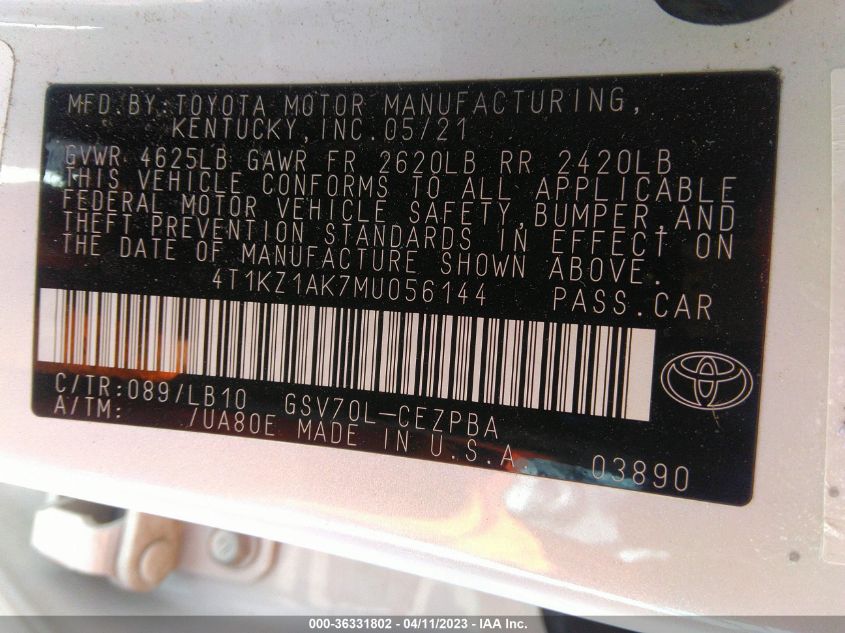 MFD.BY:TOYOTA MOTOR MANUFACTURING,
KENTUCKY, INC.05/21
GVWR 4625LB GAWR FR 2620LB RR 2420LB
THIS VEHICLE CONFORMS TO ALL APPLICABLE
FEDERAL MOTOR VEHICLE SAFETY,BUMPER,AND
THEFT PREVENTION STANDARDS IN EFFECT ON
THE DATE OF MANUFACTURE SHOWN ABOVE.
4T1KZ1AK7MU056144 PASS.CAR
C/TR:089/LB10 GSV70L-CEZPBA
A/TM: /UA80E MADE IN U.S.A. 03890
000-36331802 - 04/11/2023 - IAA Inc.